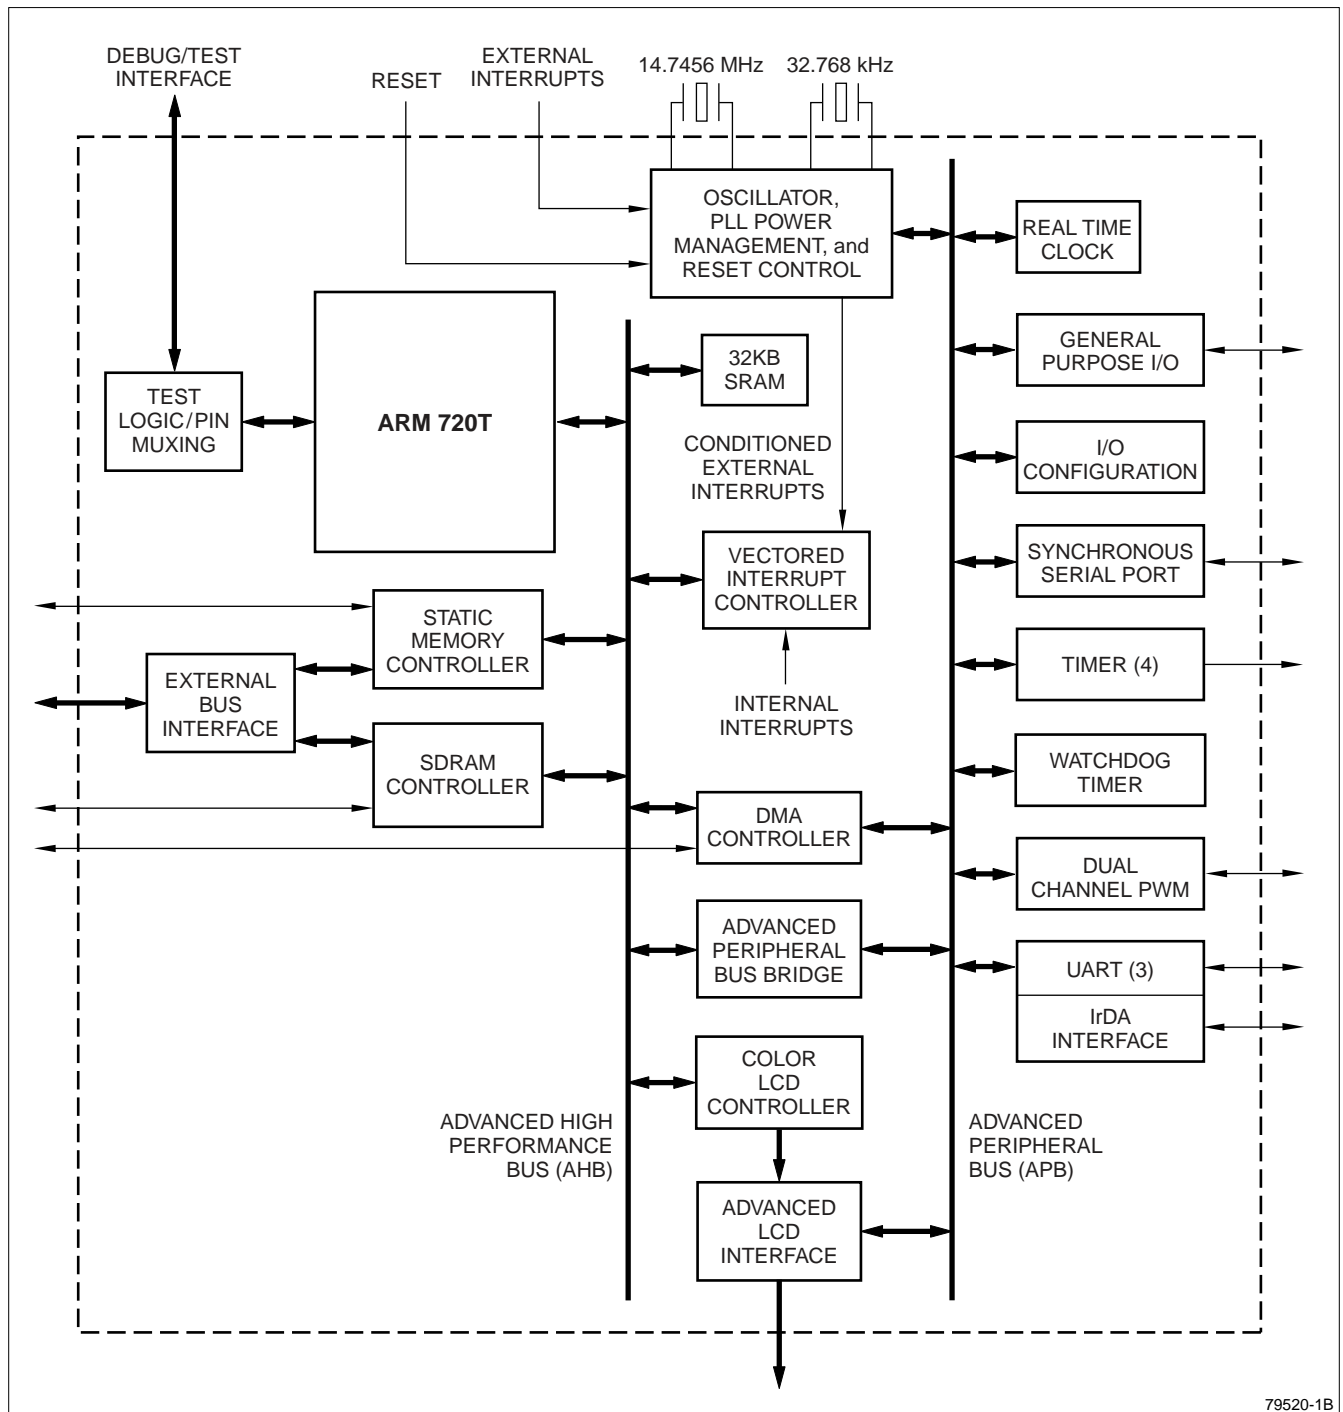 DEBUG/TEST
INTERFACE
RESET
EXTERNAL
INTERRUPTS
14.7456 MHz
32.768 kHz
OSCILLATOR,
PLL POWER
MANAGEMENT, and
RESET CONTROL
REAL TIME
CLOCK
GENERAL
PURPOSE I/O
32KB
SRAM
TEST
LOGIC/PIN
MUXING
ARM 720T
CONDITIONED
EXTERNAL
INTERRUPTS
I/O
CONFIGURATION
VECTORED
INTERRUPT
CONTROLLER
SYNCHRONOUS
SERIAL PORT
STATIC
MEMORY
CONTROLLER
TIMER (4)
EXTERNAL
BUS
INTERFACE
INTERNAL
INTERRUPTS
SDRAM
CONTROLLER
WATCHDOG
TIMER
DMA
CONTROLLER
DUAL
CHANNEL PWM
ADVANCED
PERIPHERAL
BUS BRIDGE
UART (3)
IrDA
INTERFACE
COLOR
LCD
CONTROLLER
ADVANCED HIGH
PERFORMANCE
BUS (AHB)
ADVANCED
PERIPHERAL
BUS (APB)
ADVANCED
LCD
INTERFACE
79520-1B